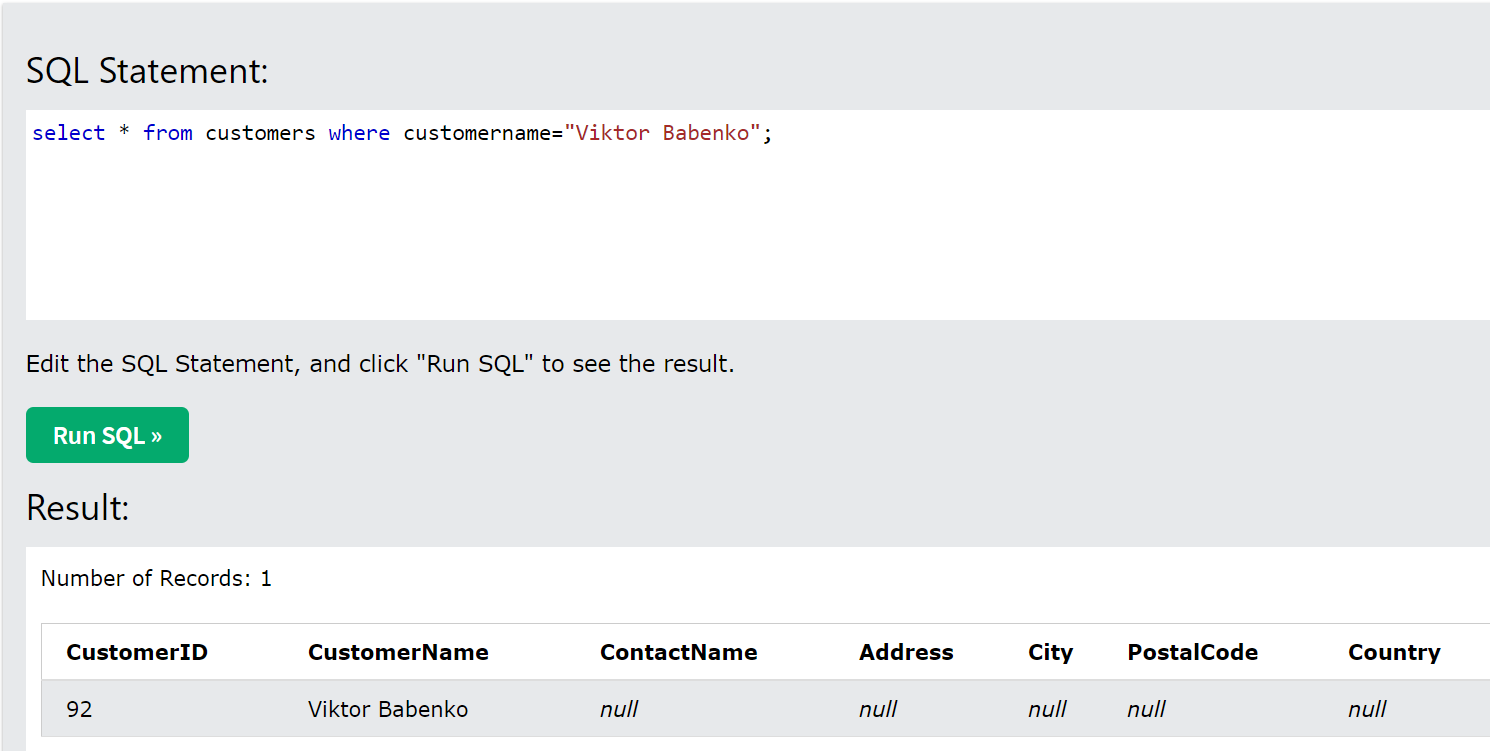 SQL Statement:
select * from customers where customername="Viktor Babenko";
Edit the SQL Statement, and click "Run SQL" to see the result.
Run SQL »
Result:
Number of Records: 1
CustomerID CustomerName ContactName Address City PostalCode Country
92 Viktor Babenko null null null null null